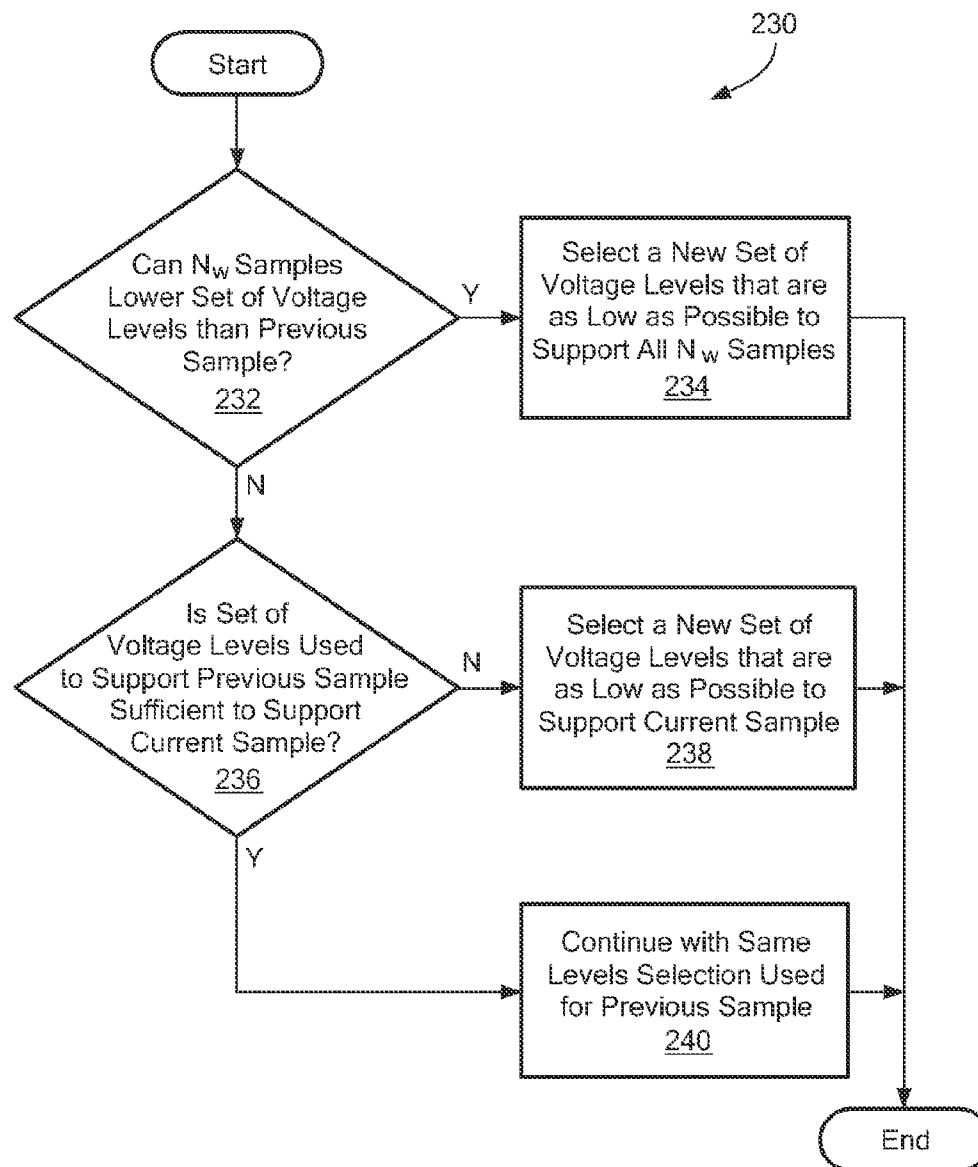 230
Start
Can Nw Samples
Lower Set of Voltage
Levels than Previous
Sample?
232
Y
Select a New Set of
Voltage Levels that are
as Low as Possible to
Support All Nw Samples
234
N
Is Set of
Voltage Levels Used
to Support Previous Sample
Sufficient to Support
Current Sample?
236
N
Select a New Set of
Voltage Levels that are
as Low as Possible to
Support Current Sample
238
Y
Continue with Same
Levels Selection Used
for Previous Sample
240
End